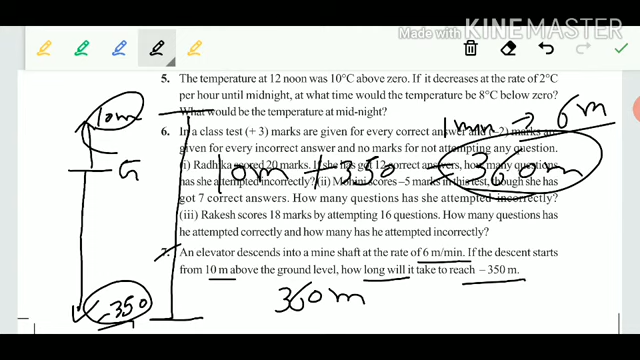 Made with KINEMASTER
5. The temperature at 12 noon was 10°C above zero. If it decreases at the rate of 2°C
per hour until midnight, at what time would the temperature be 8°C below zero?
What would be the temperature at mid-night?
10m
1 min → 6 m
6. In a class test (+ 3) marks are given for every correct answer and (–2) marks are
given for every incorrect answer and no marks for not attempting any question.
(i) Radhika scored 20 marks. If she has got 12 correct answers, how many questions
G
10m + 350 = 360m
has she attempted incorrectly? (ii) Mohini scores –5 marks in this test, though she has
got 7 correct answers. How many questions has she attempted incorrectly?
(iii) Rakesh scores 18 marks by attempting 16 questions. How many questions has
he attempted correctly and how many has he attempted incorrectly?
7. An elevator descends into a mine shaft at the rate of 6 m/min. If the descent starts
from 10 m above the ground level, how long will it take to reach – 350 m.
-350
360m